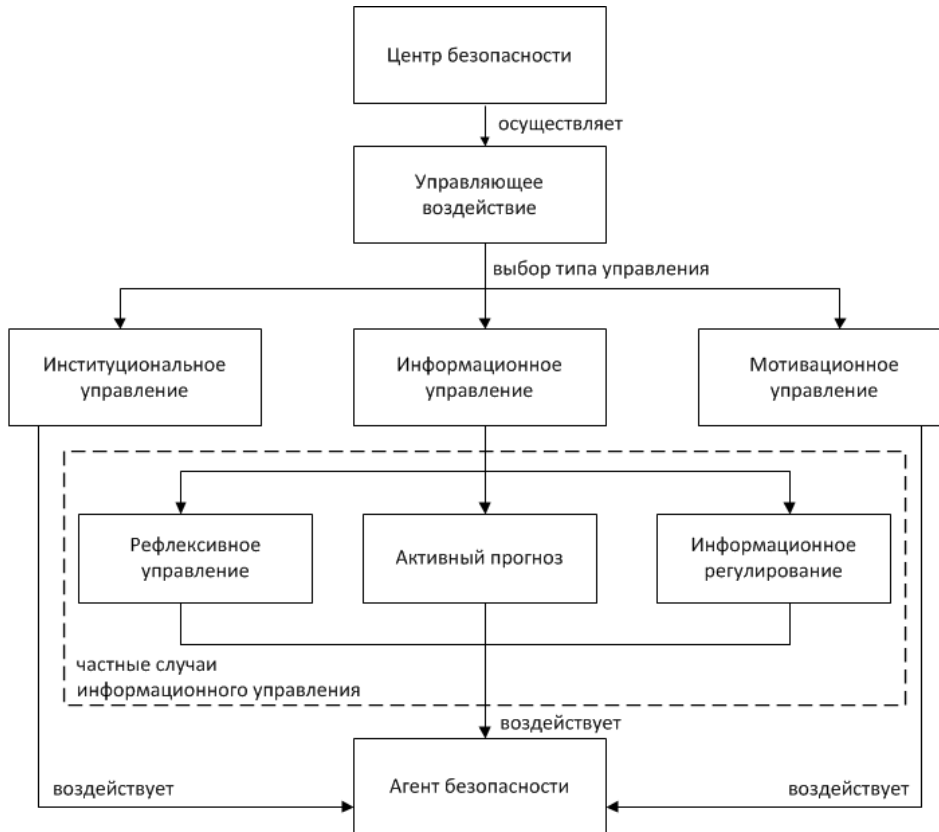 Центр безопасности
осуществляет
Управляющее
воздействие
выбор типа управления
Институциональное
управление
Информационное
управление
Мотивационное
управление
Рефлексивное
управление
Активный прогноз
Информационное
регулирование
частные случаи
информационного управления
воздействует
воздействует
Агент безопасности
воздействует